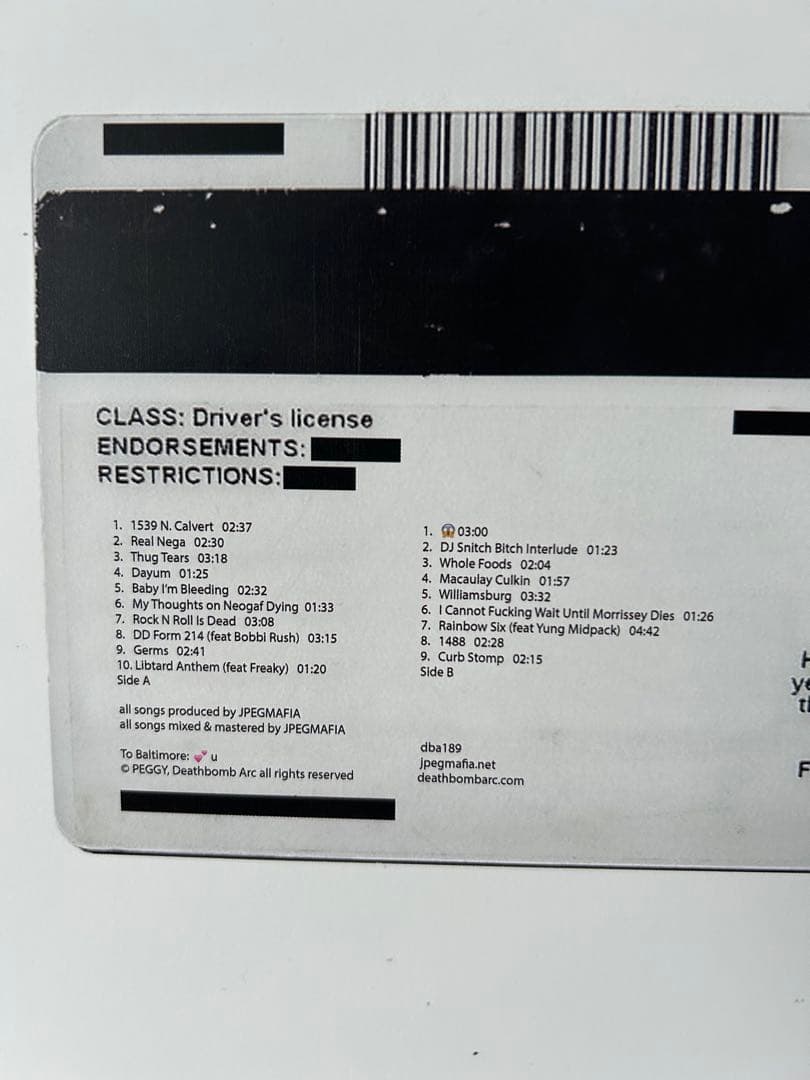 CLASS: Driver's license
ENDORSEMENTS:
RESTRICTIONS:
1. 1539 N. Calvert 02:37
2. Real Nega 02:30
3. Thug Tears 03:18
4. Dayum 01:25
5. Baby I'm Bleeding 02:32
6. My Thoughts on Neogaf Dying 01:33
7. Rock N Roll Is Dead 03:08
8. DD Form 214 (feat Bobbi Rush) 03:15
9. Germs 02:41
10. Libtard Anthem (feat Freaky) 01:20
Side A
1. 😱 03:00
2. DJ Snitch Bitch Interlude 01:23
3. Whole Foods 02:04
4. Macaulay Culkin 01:57
5. Williamsburg 03:32
6. I Cannot Fucking Wait Until Morrissey Dies 01:26
7. Rainbow Six (feat Yung Midpack) 04:42
8. 1488 02:28
9. Curb Stomp 02:15
Side B
all songs produced by JPEGMAFIA
all songs mixed & mastered by JPEGMAFIA
To Baltimore: 💕 u
© PEGGY, Deathbomb Arc all rights reserved
dba189
jpegmafia.net
deathbombarc.com